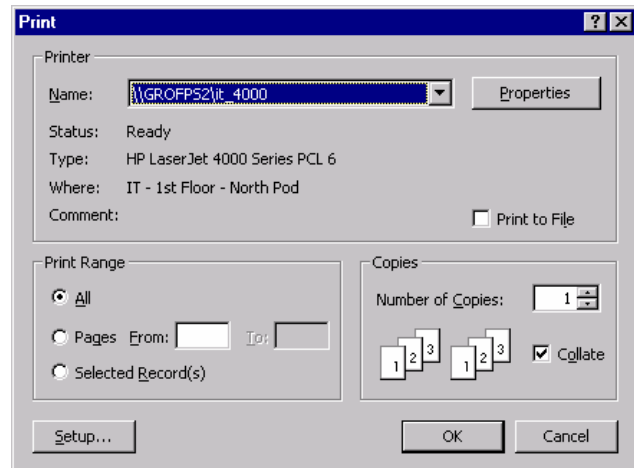 Print
Printer
Name: \\GROFPS2\it_4000 Properties
Status: Ready
Type: HP LaserJet 4000 Series PCL 6
Where: IT - 1st Floor - North Pod
Comment: Print to File
Print Range
All
Pages From: To:
Selected Record(s)
Copies
Number of Copies: 1
1 2 3 1 2 3 Collate
Setup... OK Cancel